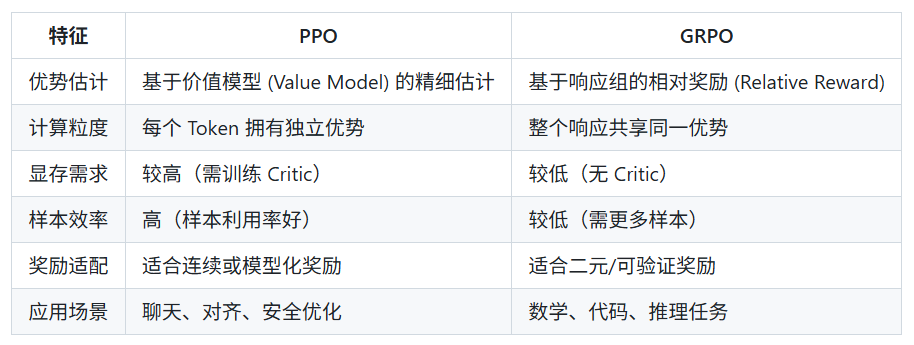 特征 PPO GRPO
优势估计 基于价值模型 (Value Model) 的精细估计 基于响应组的相对奖励 (Relative Reward)
计算粒度 每个 Token 拥有独立优势 整个响应共享同一优势
显存需求 较高（需训练 Critic） 较低（无 Critic）
样本效率 高（样本利用率好） 较低（需更多样本）
奖励适配 适合连续或模型化奖励 适合二元/可验证奖励
应用场景 聊天、对齐、安全优化 数学、代码、推理任务